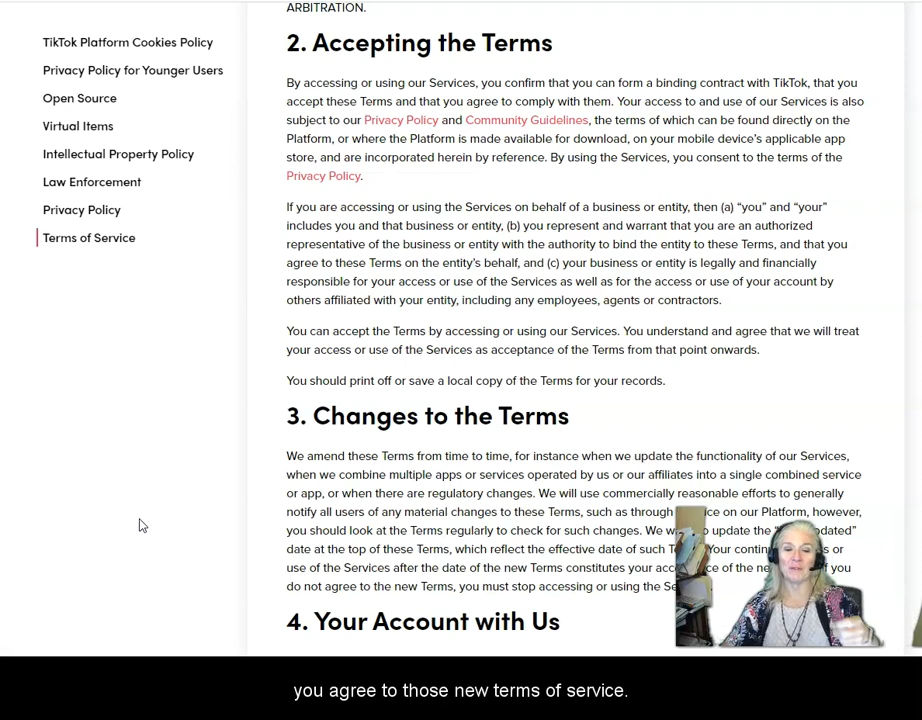 ARBITRATION.
TikTok Platform Cookies Policy
Privacy Policy for Younger Users
Open Source
Virtual Items
Intellectual Property Policy
Law Enforcement
Privacy Policy
Terms of Service
2. Accepting the Terms
By accessing or using our Services, you confirm that you can form a binding contract with TikTok, that you
accept these Terms and that you agree to comply with them. Your access to and use of our Services is also
subject to our Privacy Policy and Community Guidelines, the terms of which can be found directly on the
Platform, or where the Platform is made available for download, on your mobile device's applicable app
store, and are incorporated herein by reference. By using the Services, you consent to the terms of the
Privacy Policy.
If you are accessing or using the Services on behalf of a business or entity, then (a) "you" and "your"
includes you and that business or entity, (b) you represent and warrant that you are an authorized
representative of the business or entity with the authority to bind the entity to these Terms, and that you
agree to these Terms on the entity's behalf, and (c) your business or entity is legally and financially
responsible for your access or use of the Services as well as for the access or use of your account by
others affiliated with your entity, including any employees, agents or contractors.
You can accept the Terms by accessing or using our Services. You understand and agree that we will treat
your access or use of the Services as acceptance of the Terms from that point onwards.
You should print off or save a local copy of the Terms for your records.
3. Changes to the Terms
We amend these Terms from time to time, for instance when we update the functionality of our Services,
when we combine multiple apps or services operated by us or our affiliates into a single combined service
or app, or when there are regulatory changes. We will use commercially reasonable efforts to generally
notify all users of any material changes to these Terms, such as through on our Platform, however,
you should look at the Terms regularly to check for such changes. We update the
date at the top of these Terms, which reflect the effective date of such Your or
use of the Services after the date of the new Terms constitutes your of the you
do not agree to the new Terms, you must stop accessing or using the
4. Your Account with Us
you agree to those new terms of service.